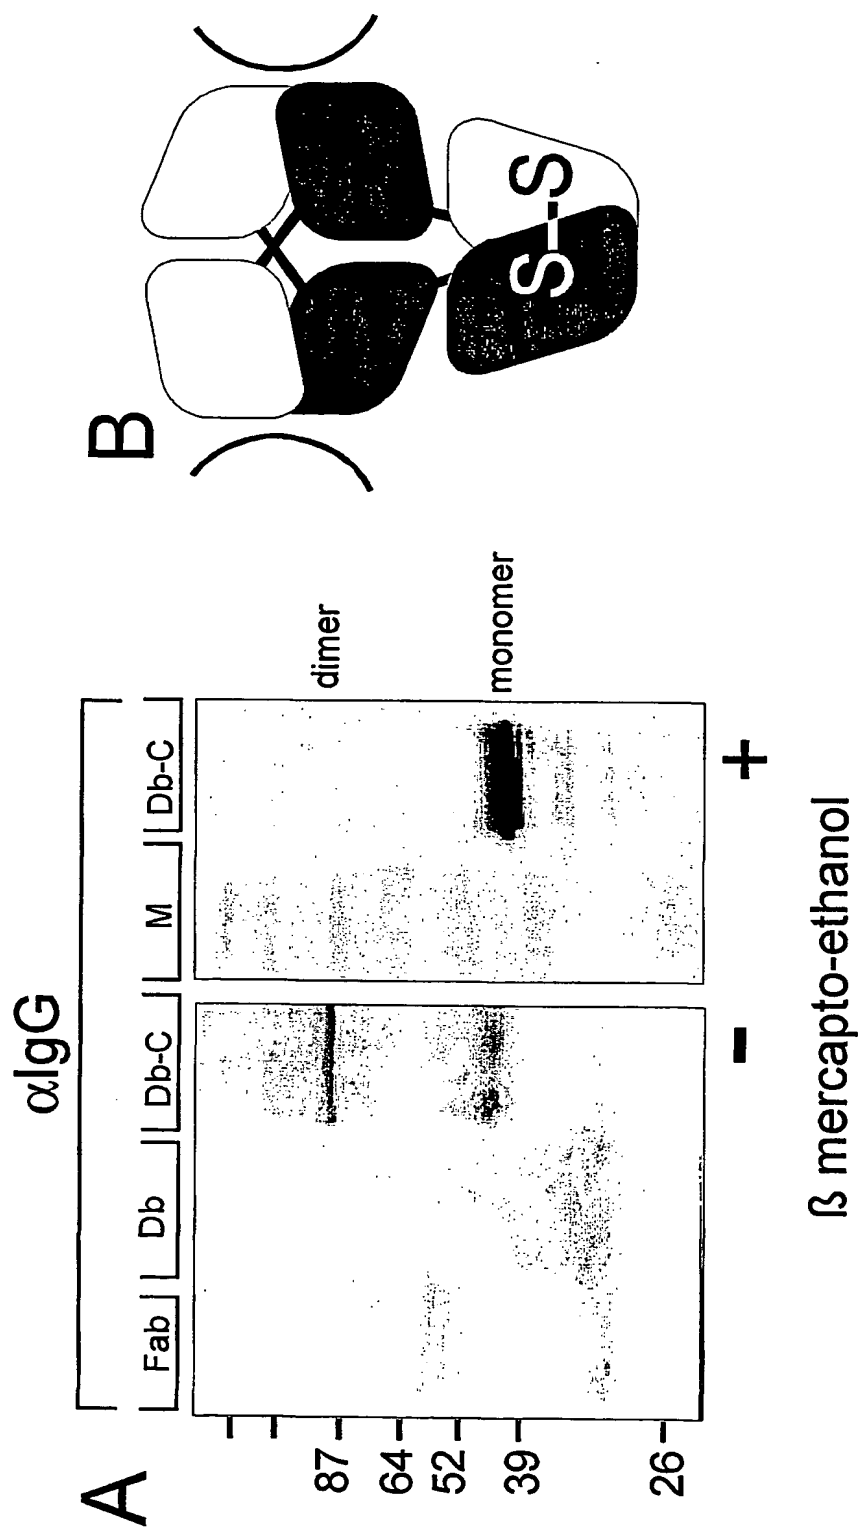 A
αIgG
Fab Db Db-C M Db-C
87
64
52
39
26
dimer
monomer
- +
ß mercapto-ethanol
B
S-S